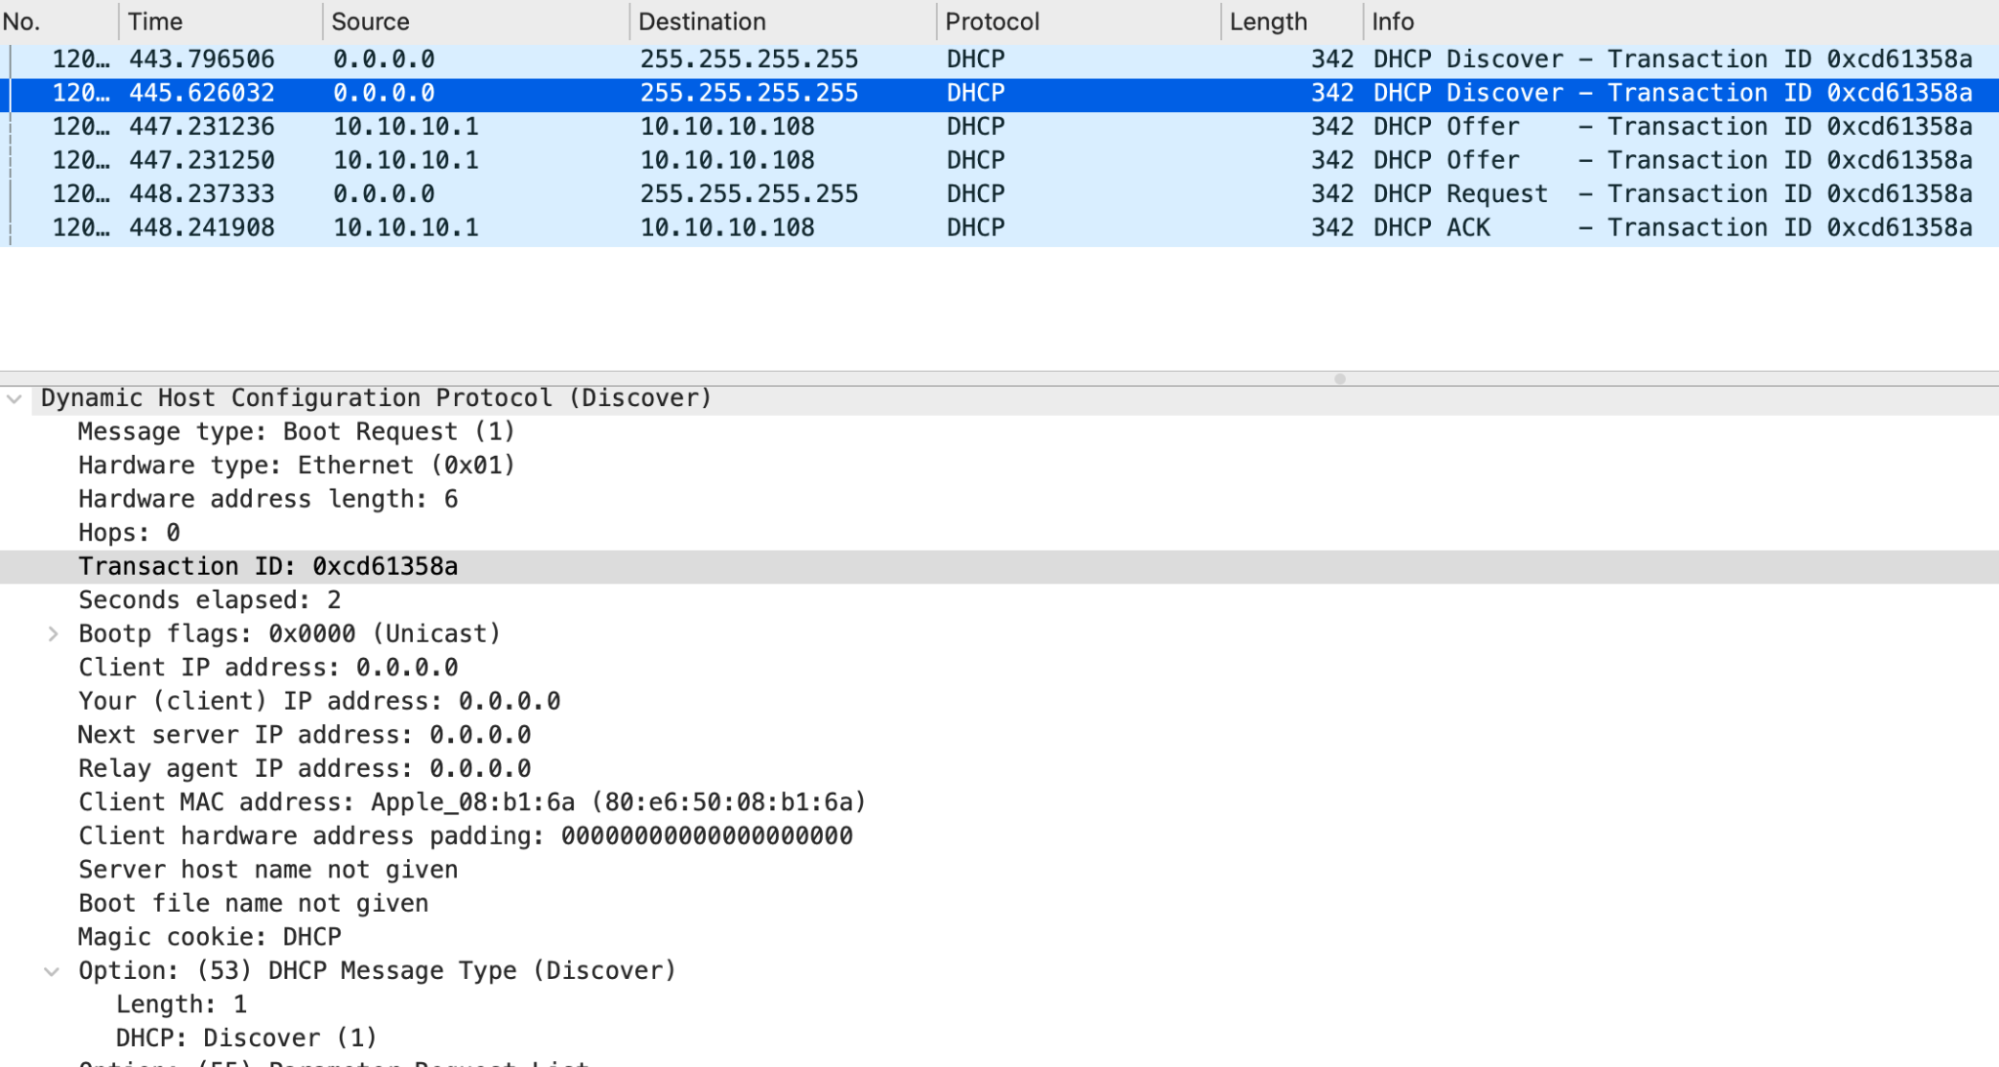 No. Time Source Destination Protocol Length Info
120… 443.796506 0.0.0.0 255.255.255.255 DHCP 342 DHCP Discover – Transaction ID 0xcd61358a
120… 445.626032 0.0.0.0 255.255.255.255 DHCP 342 DHCP Discover – Transaction ID 0xcd61358a
120… 447.231236 10.10.10.1 10.10.10.108 DHCP 342 DHCP Offer – Transaction ID 0xcd61358a
120… 447.231250 10.10.10.1 10.10.10.108 DHCP 342 DHCP Offer – Transaction ID 0xcd61358a
120… 448.237333 0.0.0.0 255.255.255.255 DHCP 342 DHCP Request – Transaction ID 0xcd61358a
120… 448.241908 10.10.10.1 10.10.10.108 DHCP 342 DHCP ACK – Transaction ID 0xcd61358a
Dynamic Host Configuration Protocol (Discover)
Message type: Boot Request (1)
Hardware type: Ethernet (0x01)
Hardware address length: 6
Hops: 0
Transaction ID: 0xcd61358a
Seconds elapsed: 2
Bootp flags: 0x0000 (Unicast)
Client IP address: 0.0.0.0
Your (client) IP address: 0.0.0.0
Next server IP address: 0.0.0.0
Relay agent IP address: 0.0.0.0
Client MAC address: Apple_08:b1:6a (80:e6:50:08:b1:6a)
Client hardware address padding: 00000000000000000000
Server host name not given
Boot file name not given
Magic cookie: DHCP
Option: (53) DHCP Message Type (Discover)
Length: 1
DHCP: Discover (1)
Option: (55) Parameter Request List